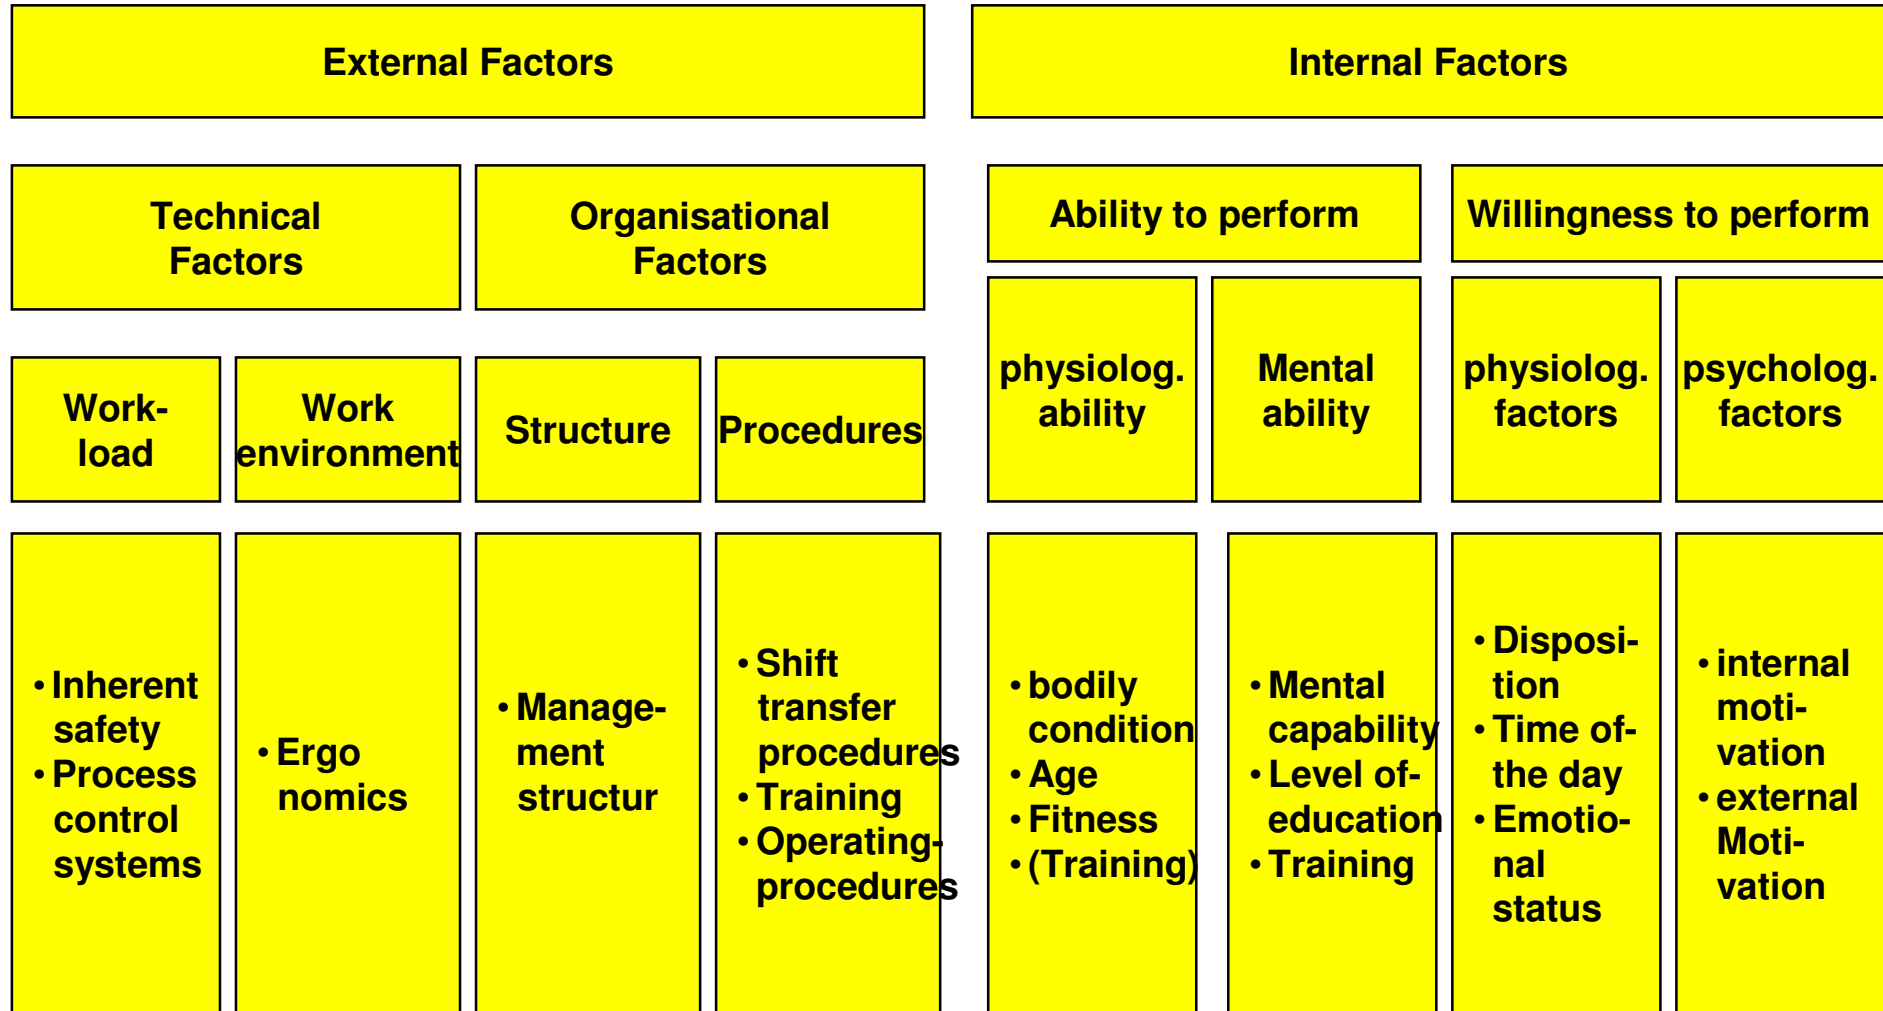 External Factors
Internal Factors
Technical
Factors
Organisational
Factors
Ability to perform
Willingness to perform
Work-
load
Work
environment
Structure
Procedures
physiolog.
ability
Mental
ability
physiolog.
factors
psycholog.
factors
• Inherent
safety
• Process
control
systems
• Ergo
nomics
• Manage-
ment
structur
• Shift
transfer
procedures
• Training
• Operating-
procedures
• bodily
condition
• Age
• Fitness
• (Training)
• Mental
capability
• Level of-
education
• Training
• Disposi-
tion
• Time of-
the day
• Emotio-
nal
status
• internal
moti-
vation
• external
Moti-
vation